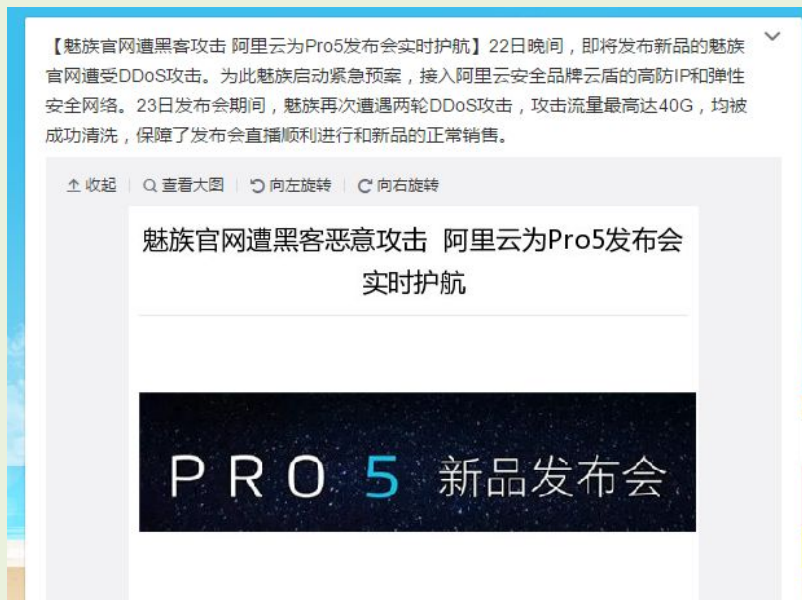 【魅族官网遭黑客攻击 阿里云为Pro5发布会实时护航】22日晚间，即将发布新品的魅族
官网遭受DDoS攻击。为此魅族启动紧急预案，接入阿里云安全品牌云盾的高防IP和弹性
安全网络。23日发布会期间，魅族再次遭遇两轮DDoS攻击，攻击流量最高达40G，均被
成功清洗，保障了发布会直播顺利进行和新品的正常销售。
收起 查看大图 向左旋转 向右旋转
魅族官网遭黑客恶意攻击 阿里云为Pro5发布会
实时护航
PRO 5 新品发布会